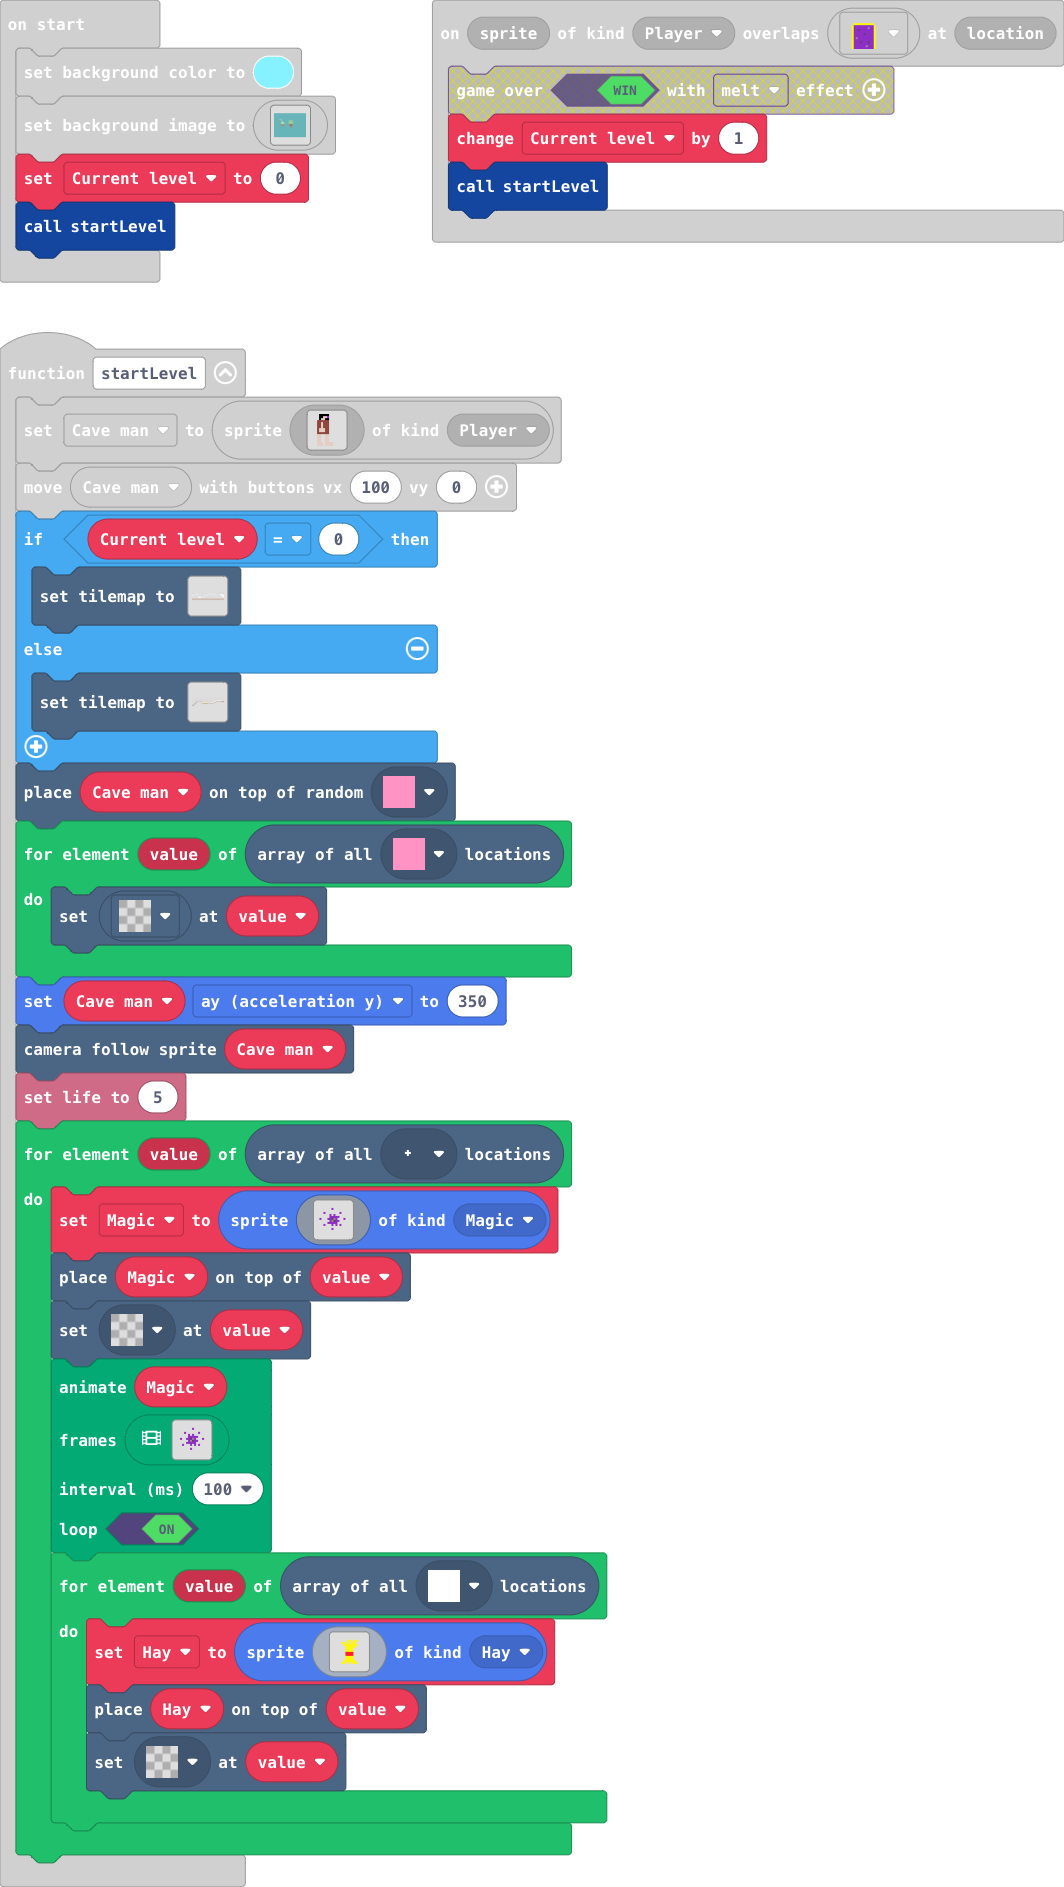 on start
set background color to
set background image to
set Current level to 0
call startLevel
on sprite of kind Player overlaps at location
game over WIN with melt effect
change Current level by 1
call startLevel
function startLevel
set Cave man to sprite of kind Player
move Cave man with buttons vx 100 vy 0
if Current level = 0 then
set tilemap to
else
set tilemap to
place Cave man on top of random
for element value of array of all locations
do
set at value
set Cave man ay (acceleration y) to 350
camera follow sprite Cave man
set life to 5
for element value of array of all locations
do
set Magic to sprite of kind Magic
place Magic on top of value
set at value
animate Magic
frames
interval (ms) 100
loop ON
for element value of array of all locations
do
set Hay to sprite of kind Hay
place Hay on top of value
set at value